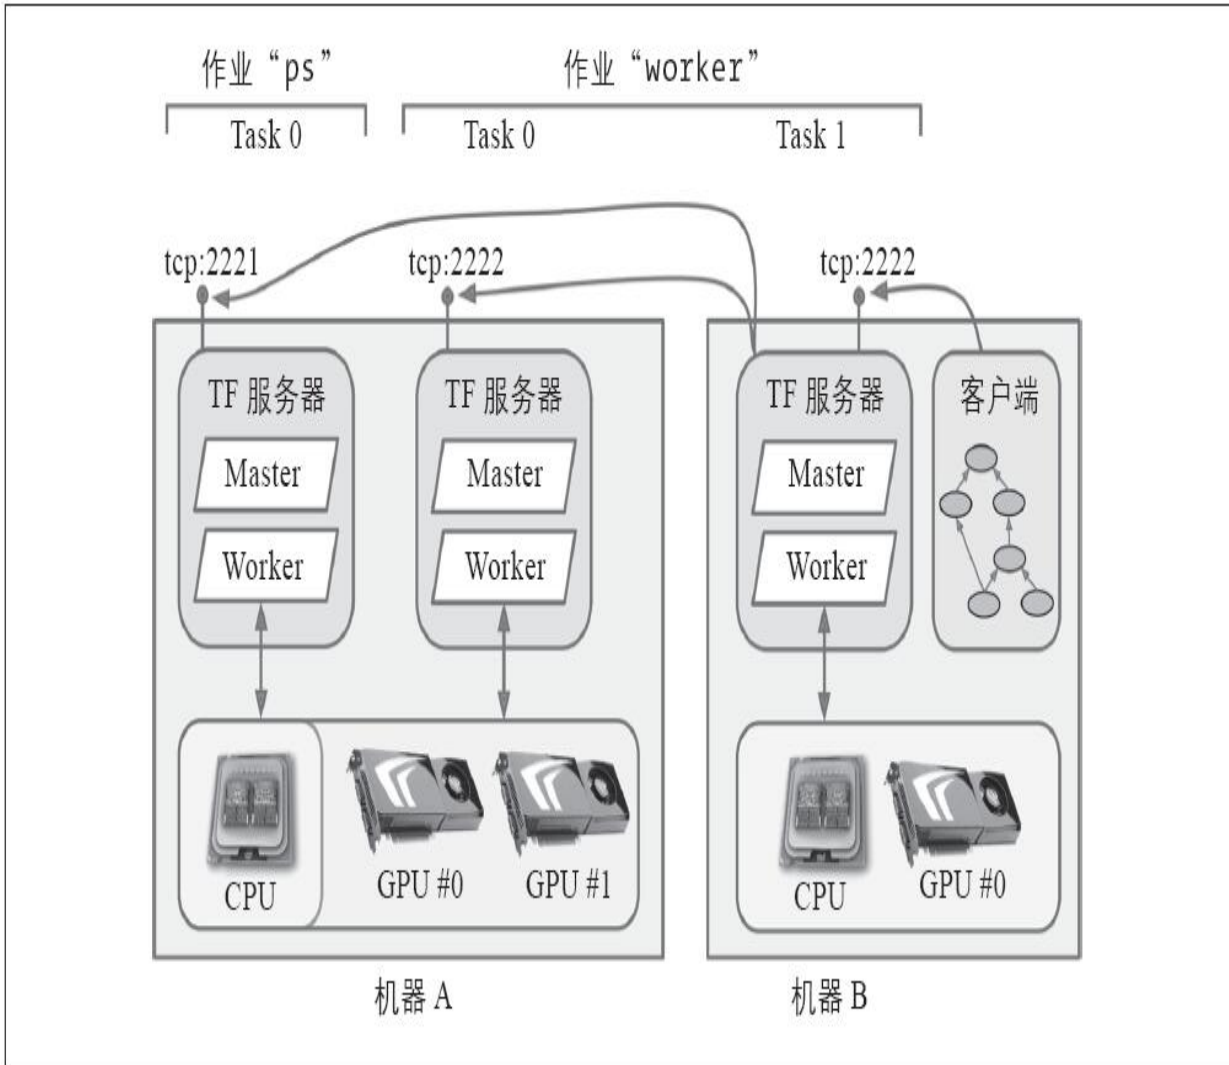 作业“ps”
作业“worker”
Task 0
Task 0
Task 1
tcp:2221
tcp:2222
tcp:2222
TF 服务器
TF 服务器
TF 服务器
客户端
Master
Master
Master
Worker
Worker
Worker
CPU
GPU #0
GPU #1
CPU
GPU #0
机器 A
机器 B